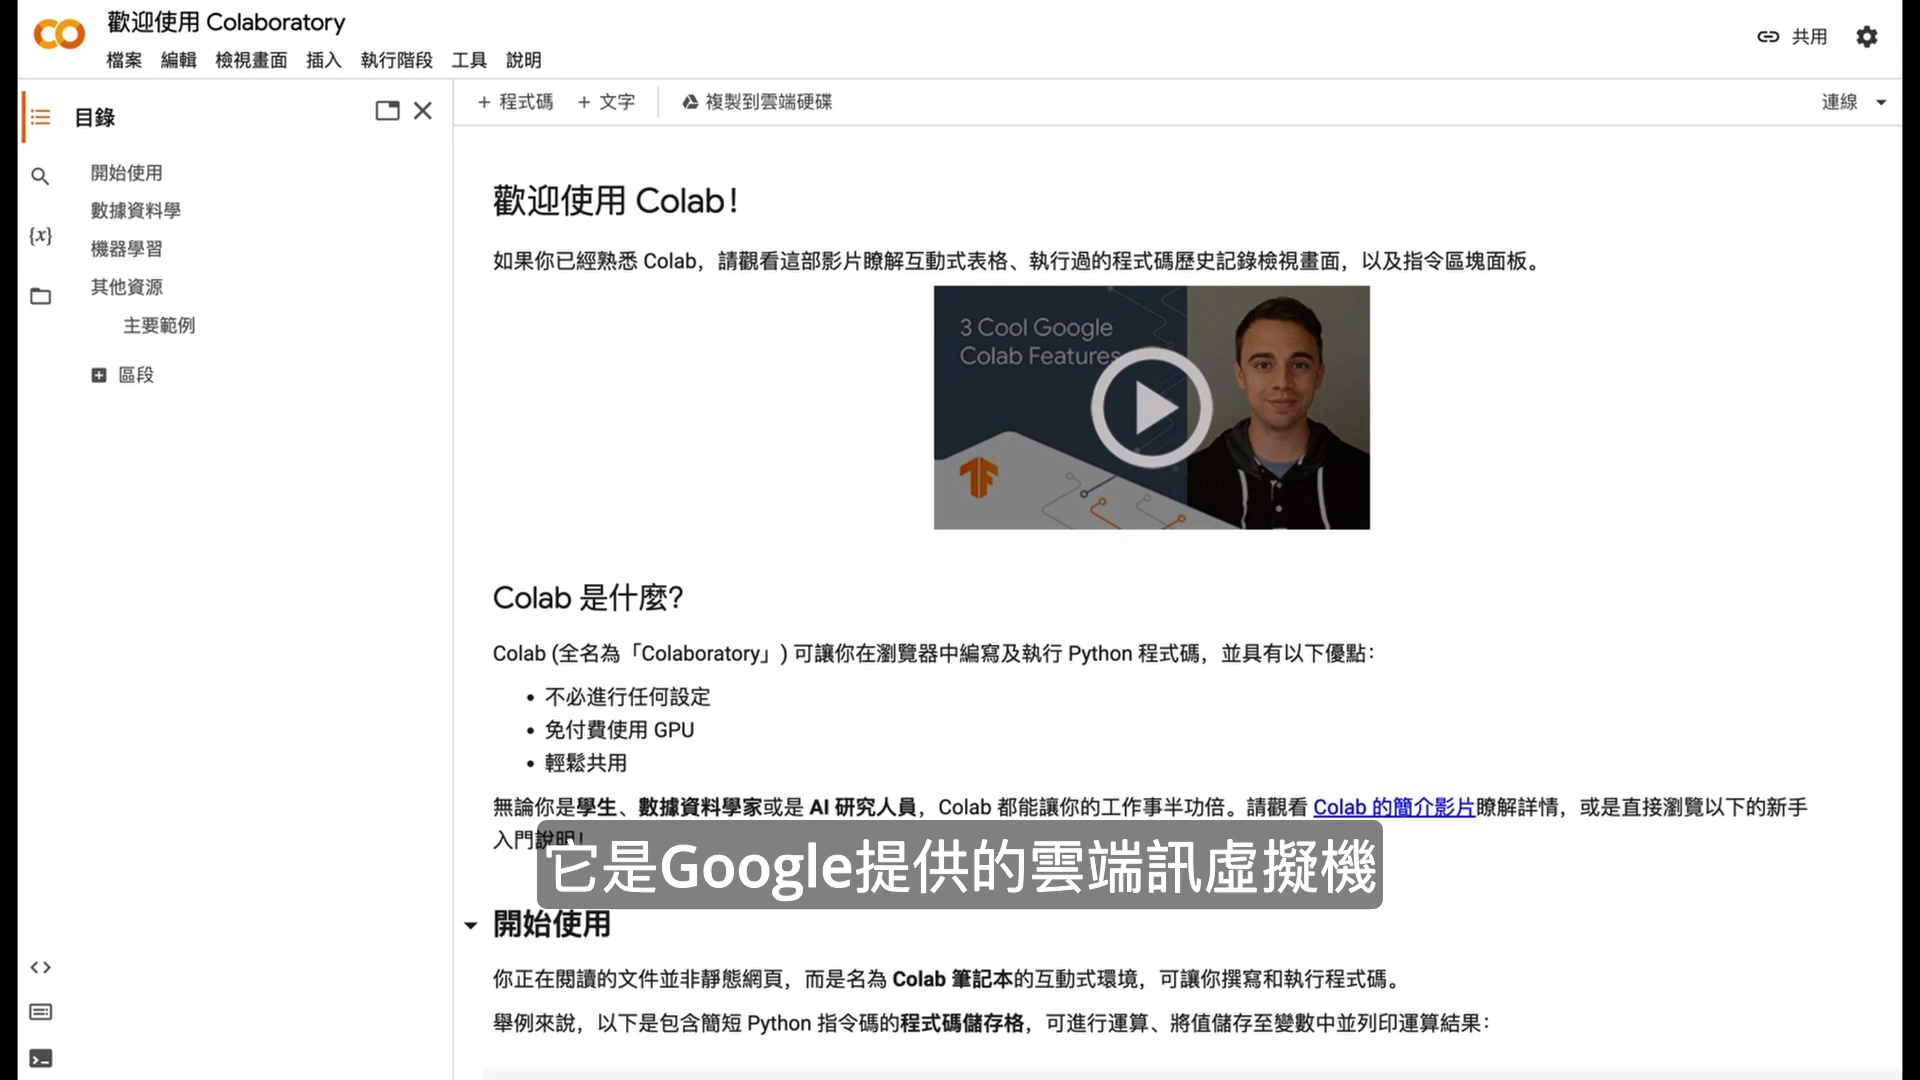 歡迎使用 Colaboratory
檔案 編輯 檢視畫面 插入 執行階段 工具 說明
共用
目錄
+ 程式碼 + 文字 複製到雲端硬碟
連線
開始使用
數據資料學
機器學習
其他資源
主要範例
區段
歡迎使用 Colab!
如果你已經熟悉 Colab，請觀看這部影片瞭解互動式表格、執行過的程式碼歷史記錄檢視畫面，以及指令區塊面板。
3 Cool Google
Colab Features
Colab 是什麼?
Colab (全名為「Colaboratory」) 可讓你在瀏覽器中編寫及執行 Python 程式碼，並具有以下優點：
• 不必進行任何設定
• 免付費使用 GPU
• 輕鬆共用
無論你是學生、數據資料學家或是 AI 研究人員，Colab 都能讓你的工作事半功倍。請觀看 Colab 的簡介影片瞭解詳情，或是直接瀏覽以下的新手
入門說明!
它是Google提供的雲端訊虛擬機
開始使用
你正在閱讀的文件並非靜態網頁，而是名為 Colab 筆記本的互動式環境，可讓你撰寫和執行程式碼。
舉例來說，以下是包含簡短 Python 指令碼的程式碼儲存格，可進行運算、將值儲存至變數中並列印運算結果：